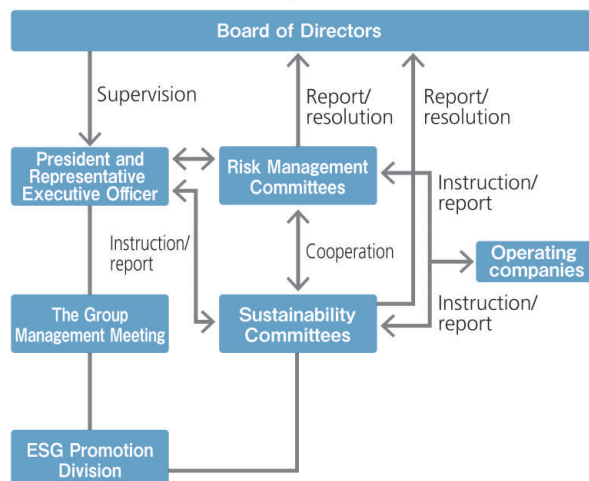 Board of Directors
Supervision
Report/
resolution
Report/
resolution
President and
Representative
Executive Officer
Risk Management
Committees
Instruction/
report
Instruction/
report
Cooperation
Operating
companies
The Group
Management Meeting
Sustainability
Committees
Instruction/
report
ESG Promotion
Division